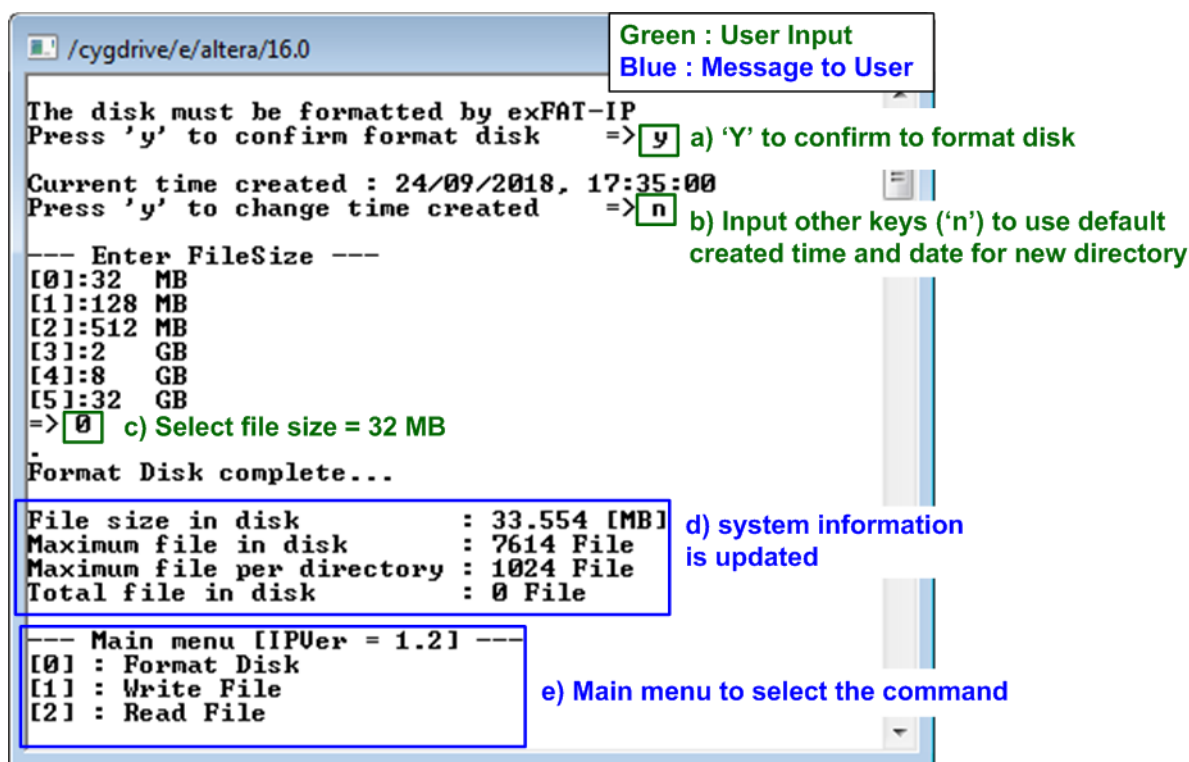 /cygdrive/e/altera/16.0
Green : User Input
Blue : Message to User
The disk must be formatted by exFAT-IP
Press 'y' to confirm format disk =>y
a) ‘Y’ to confirm to format disk
Current time created : 24/09/2018, 17:35:00
Press 'y' to change time created =>n
b) Input other keys (‘n’) to use default
created time and date for new directory
--- Enter FileSize ---
[0]:32 MB
[1]:128 MB
[2]:512 MB
[3]:2 GB
[4]:8 GB
[5]:32 GB
=>0 c) Select file size = 32 MB
.
Format Disk complete...
File size in disk : 33.554 [MB]
Maximum file in disk : 7614 File
Maximum file per directory : 1024 File
Total file in disk : 0 File
d) system information
is updated
--- Main menu [IPVer = 1.2] ---
[0] : Format Disk
[1] : Write File
[2] : Read File
e) Main menu to select the command